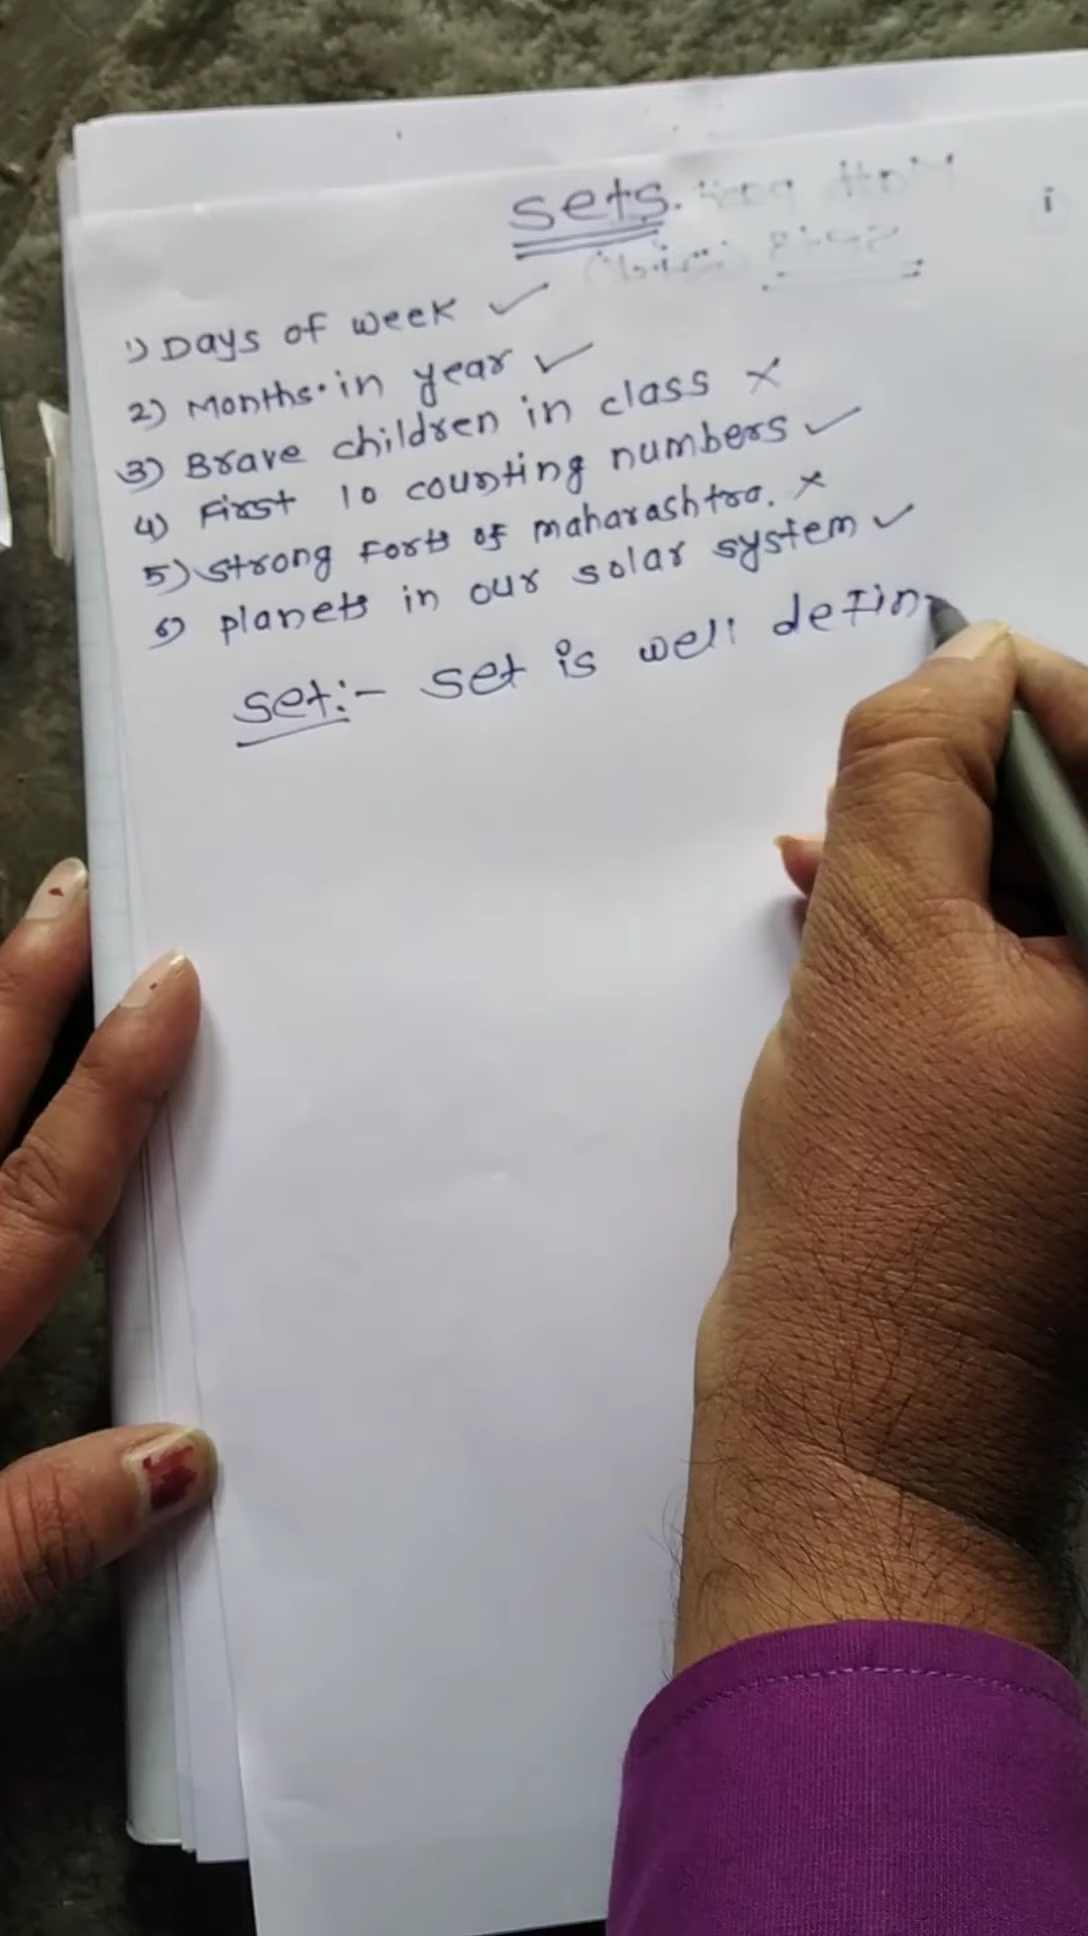 sets.
1) Days of week ✓
2) Months in year ✓
3) Brave children in class ×
4) First 10 counting numbers ✓
5) strong forts of maharashtra. ×
6) planets in our solar system ✓
set:- set is well defin